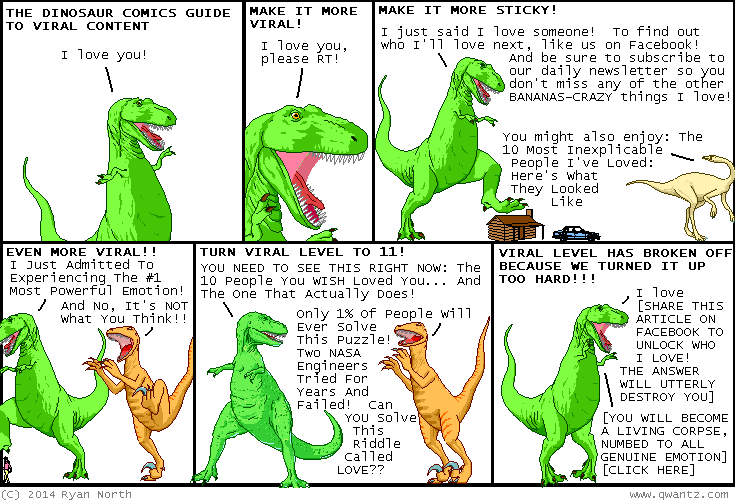 THE DINOSAUR COMICS GUIDE
TO VIRAL CONTENT
I love you!
MAKE IT MORE
VIRAL!
I love you,
please RT!
MAKE IT MORE STICKY!
I just said I love someone!  To find out
who I'll love next, like us on Facebook!
And be sure to subscribe to
our daily newsletter so you
don't miss any of the other
BANANAS-CRAZY things I love!
You might also enjoy: The
10 Most Inexplicable
People I've Loved:
Here's What
They Looked
Like
EVEN MORE VIRAL!!
I Just Admitted To
Experiencing The #1
Most Powerful Emotion!
And No, It's NOT
What You Think!!
TURN VIRAL LEVEL TO 11!
YOU NEED TO SEE THIS RIGHT NOW: The
10 People You WISH Loved You... And
The One That Actually Does!
Only 1% of People Will
Ever Solve
This Puzzle!
Two NASA
Engineers
Tried For
Years And
Failed!  Can
YOU Solve
This
Riddle
Called
LOVE??
VIRAL LEVEL HAS BROKEN OFF
BECAUSE WE TURNED IT UP
TOO HARD!!!
I love
[SHARE THIS
ARTICLE ON
FACEBOOK TO
UNLOCK WHO
I LOVE!
THE ANSWER
WILL UTTERLY
DESTROY YOU]
[YOU WILL BECOME
A LIVING CORPSE,
NUMBED TO ALL
GENUINE EMOTION]
[CLICK HERE]
(C) 2014 Ryan North
www.qwantz.com